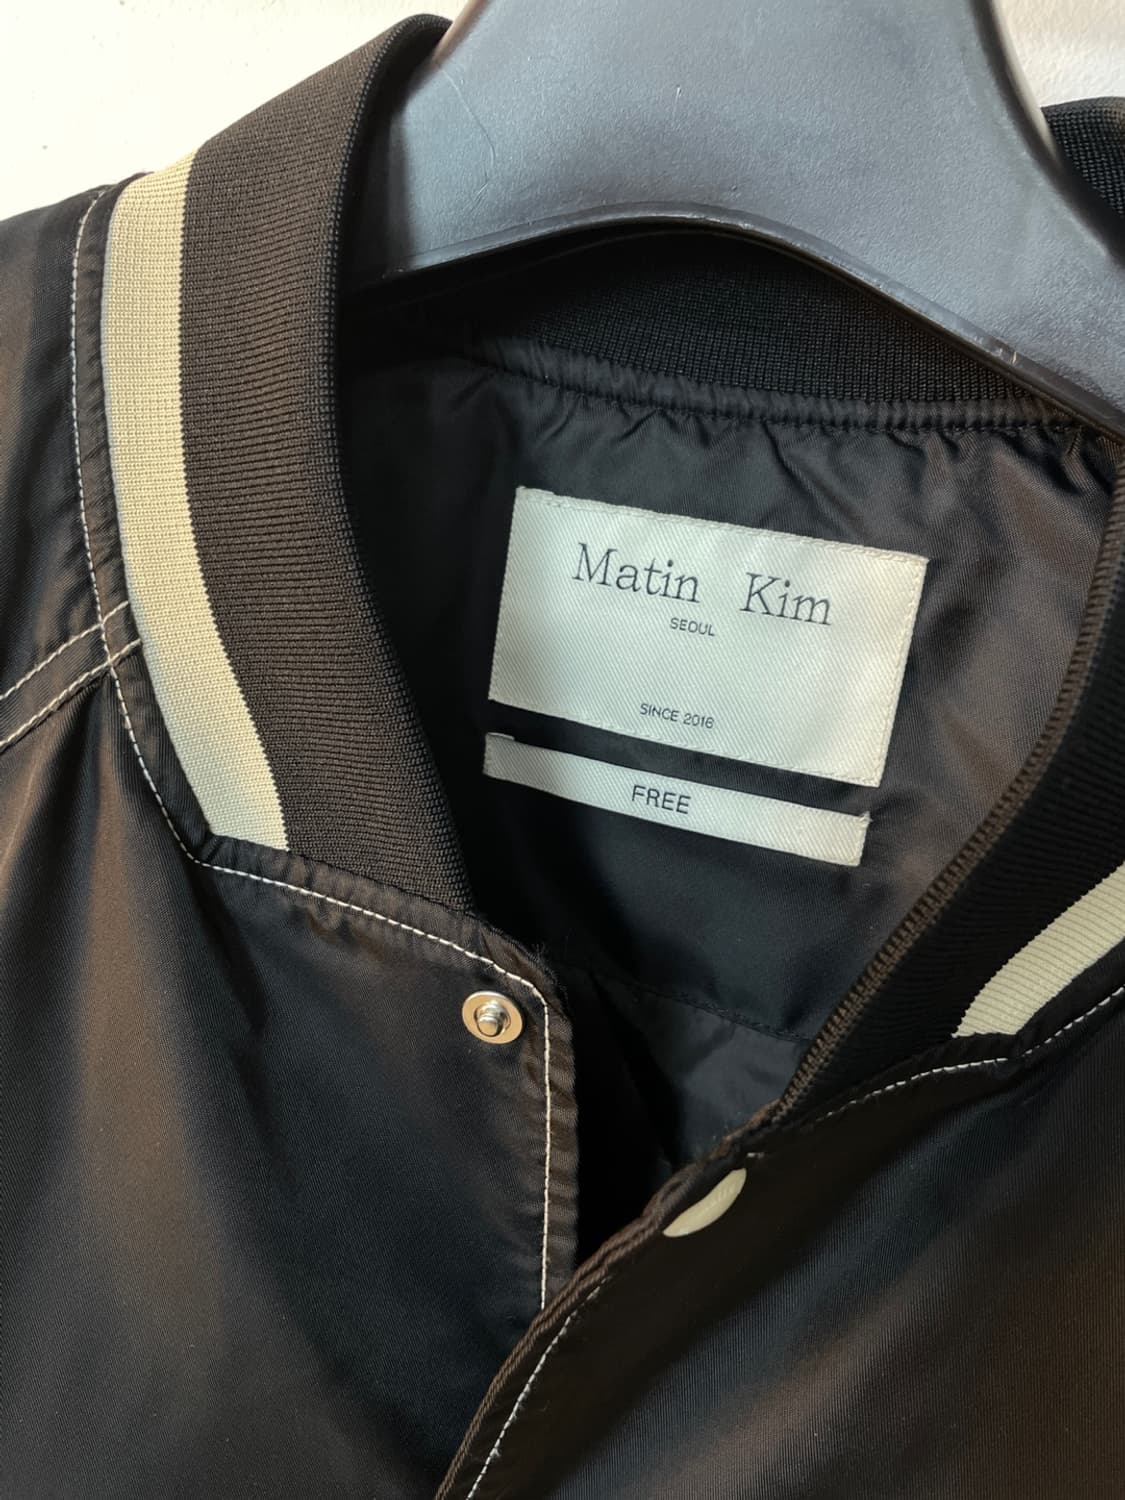 Matin Kim
SEOUL
SINCE 2016
FREE